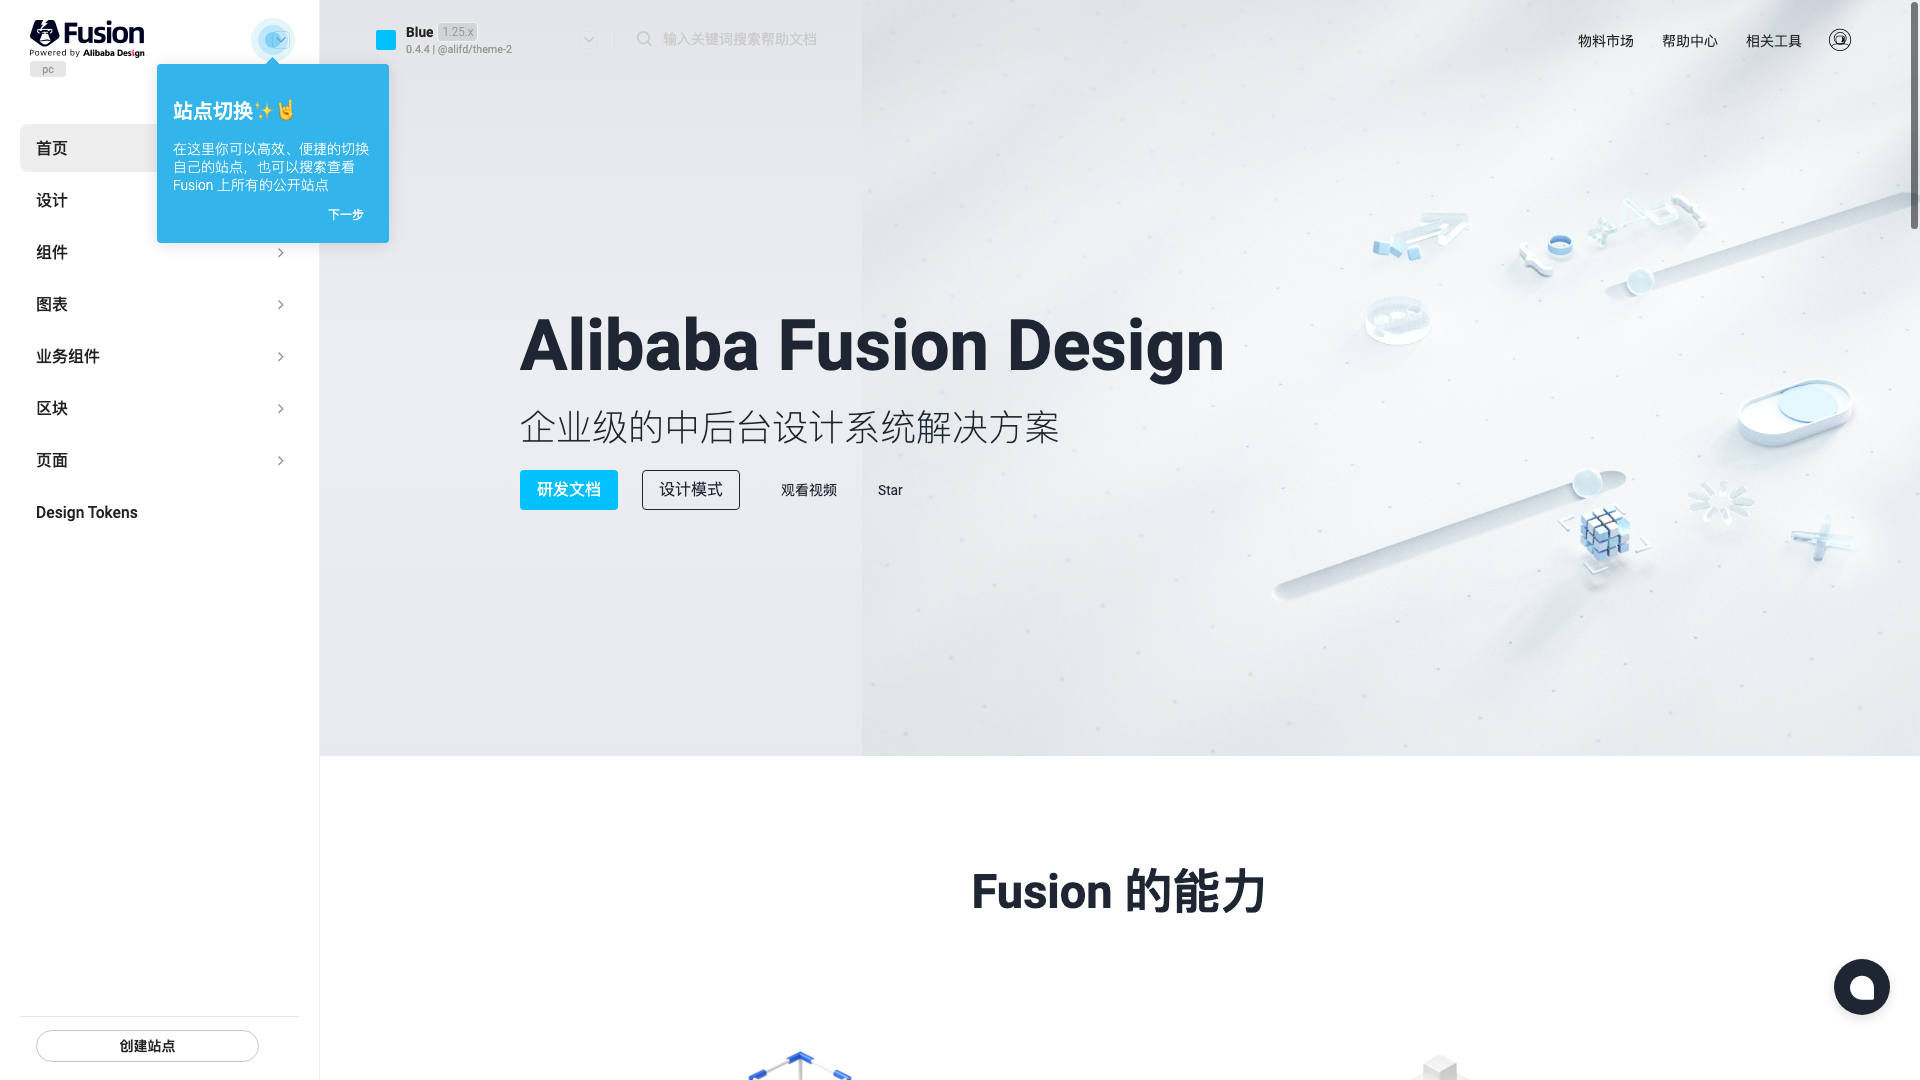 Fusion
Powered by Alibaba Design
pc
Blue 1.25.x
0.4.4 | @alifd/theme-2
输入关键词搜索帮助文档
物料市场
帮助中心
相关工具
站点切换✨🤘
在这里你可以高效、便捷的切换
自己的站点，也可以搜索查看
Fusion 上所有的公开站点
下一步
首页
设计
组件
图表
业务组件
区块
页面
Design Tokens
创建站点
Alibaba Fusion Design
企业级的中后台设计系统解决方案
研发文档
设计模式
观看视频
Star
Fusion 的能力